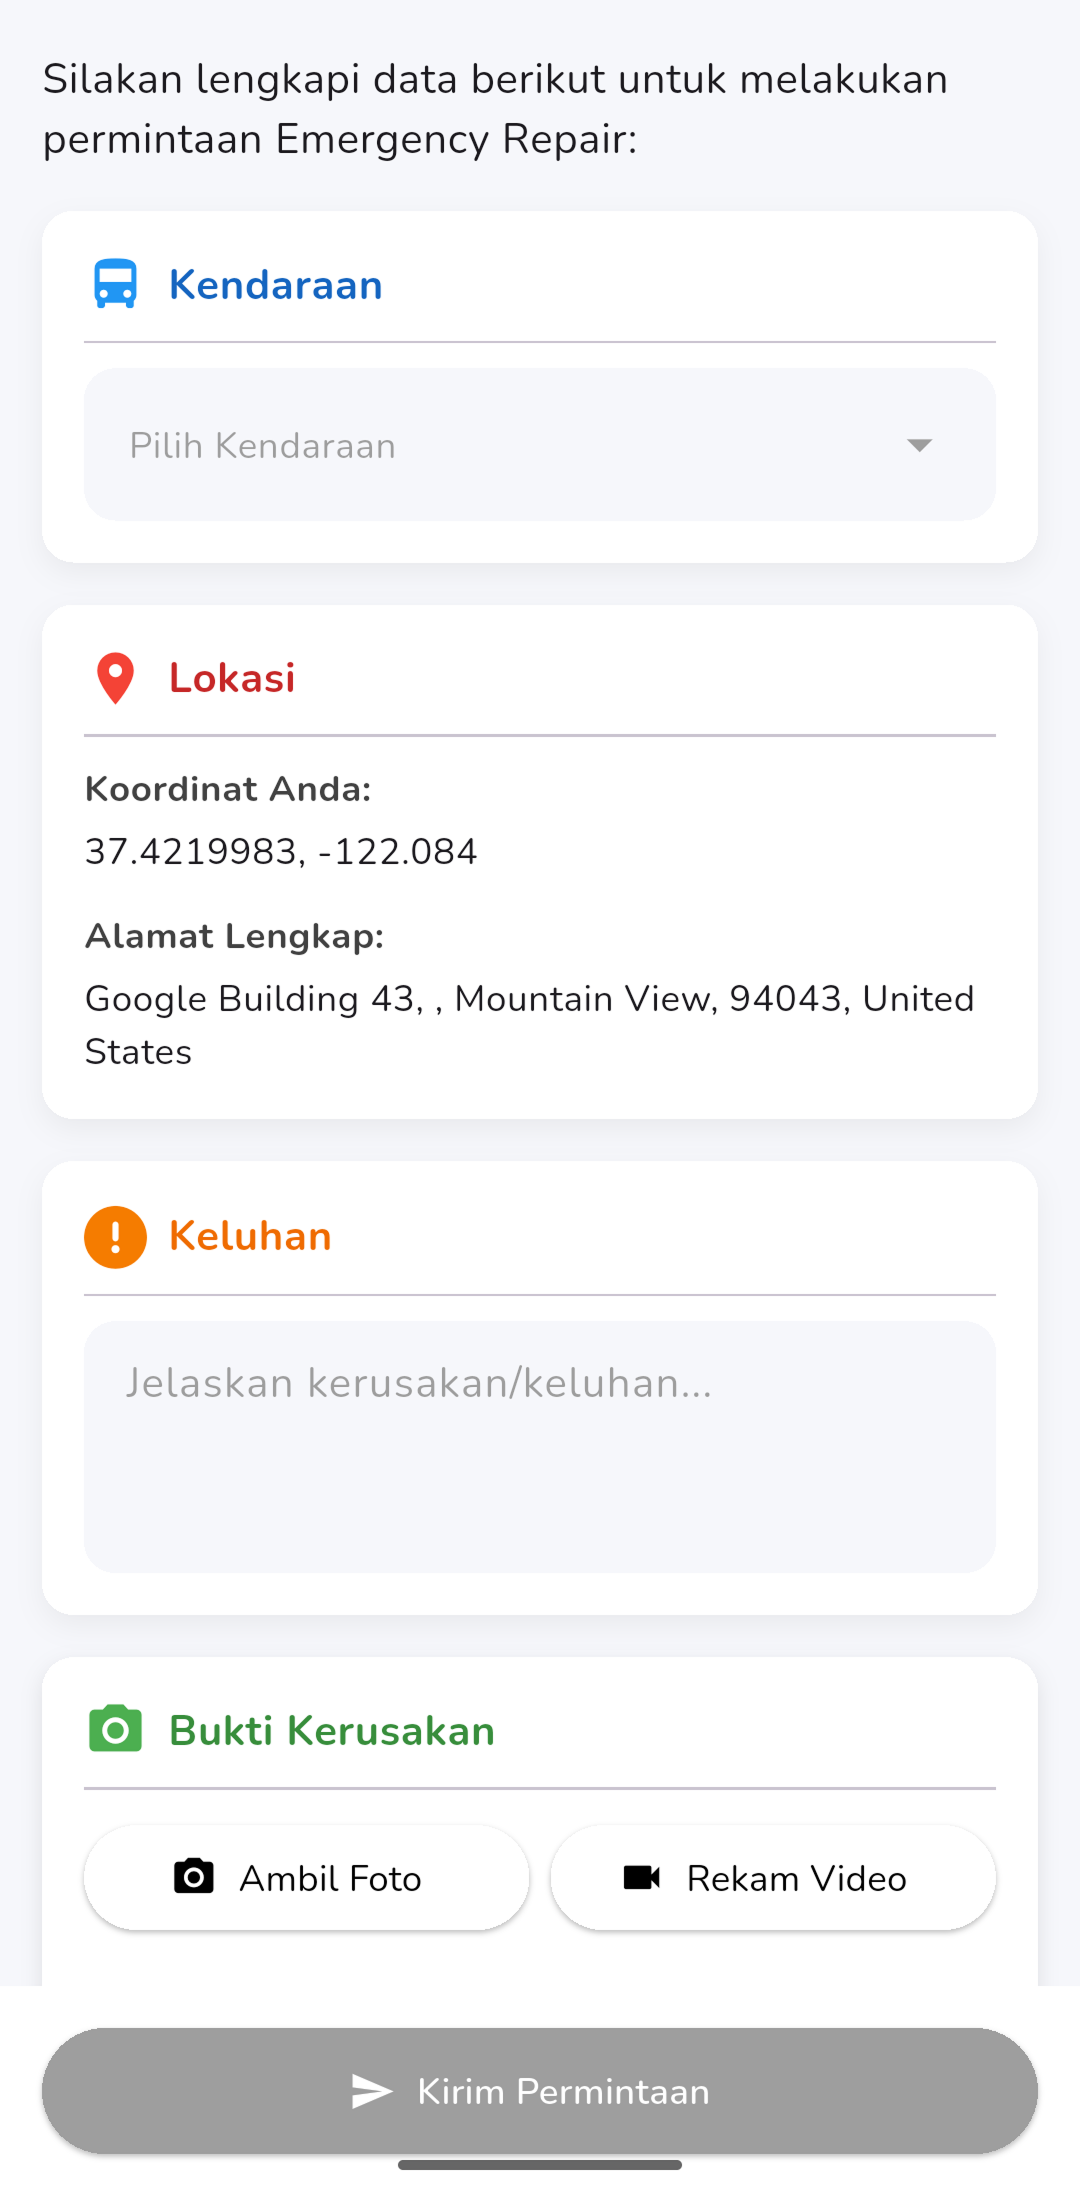 Silakan lengkapi data berikut untuk melakukan
permintaan Emergency Repair:
Kendaraan
Pilih Kendaraan
Lokasi
Koordinat Anda:
37.4219983, -122.084
Alamat Lengkap:
Google Building 43, , Mountain View, 94043, United
States
Keluhan
Jelaskan kerusakan/keluhan...
Bukti Kerusakan
Ambil Foto
Rekam Video
Kirim Permintaan